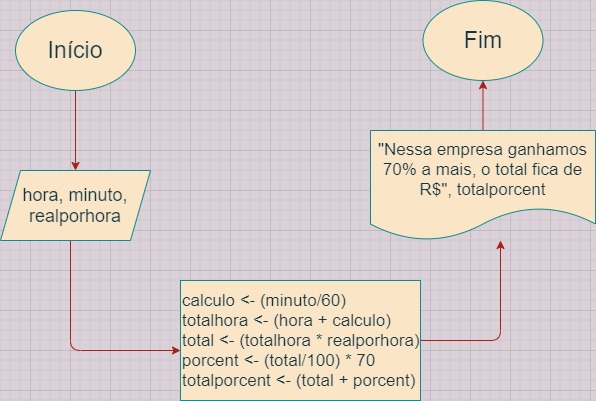 Início
hora, minuto,
realporhora
calculo <- (minuto/60)
totalhora <- (hora + calculo)
total <- (totalhora * realporhora)
porcent <- (total/100) * 70
totalporcent <- (total + porcent)
"Nessa empresa ganhamos
70% a mais, o total fica de
R$", totalporcent
Fim